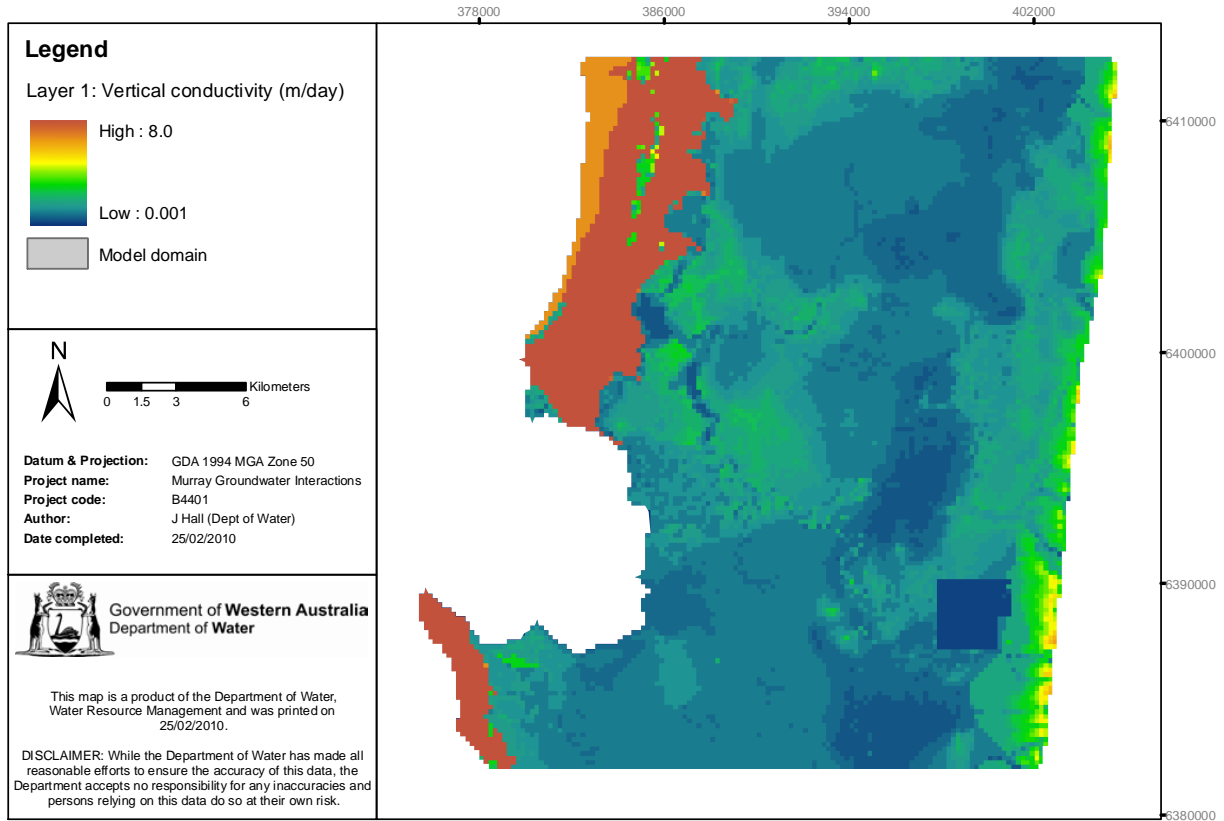 378000
386000
394000
402000
Legend
Layer 1: Vertical conductivity (m/day)
High : 8.0
Low : 0.001
Model domain
N
Kilometers
0 1.5 3 6
Datum & Projection: GDA 1994 MGA Zone 50
Project name: Murray Groundwater Interactions
Project code: B4401
Author: J Hall (Dept of Water)
Date completed: 25/02/2010
Government of Western Australia
Department of Water
This map is a product of the Department of Water,
Water Resource Management and was printed on
25/02/2010.
DISCLAIMER: While the Department of Water has made all
reasonable efforts to ensure the accuracy of this data, the
Department accepts no responsibility for any inaccuracies and
persons relying on this data do so at their own risk.
6410000
6400000
6390000
6380000